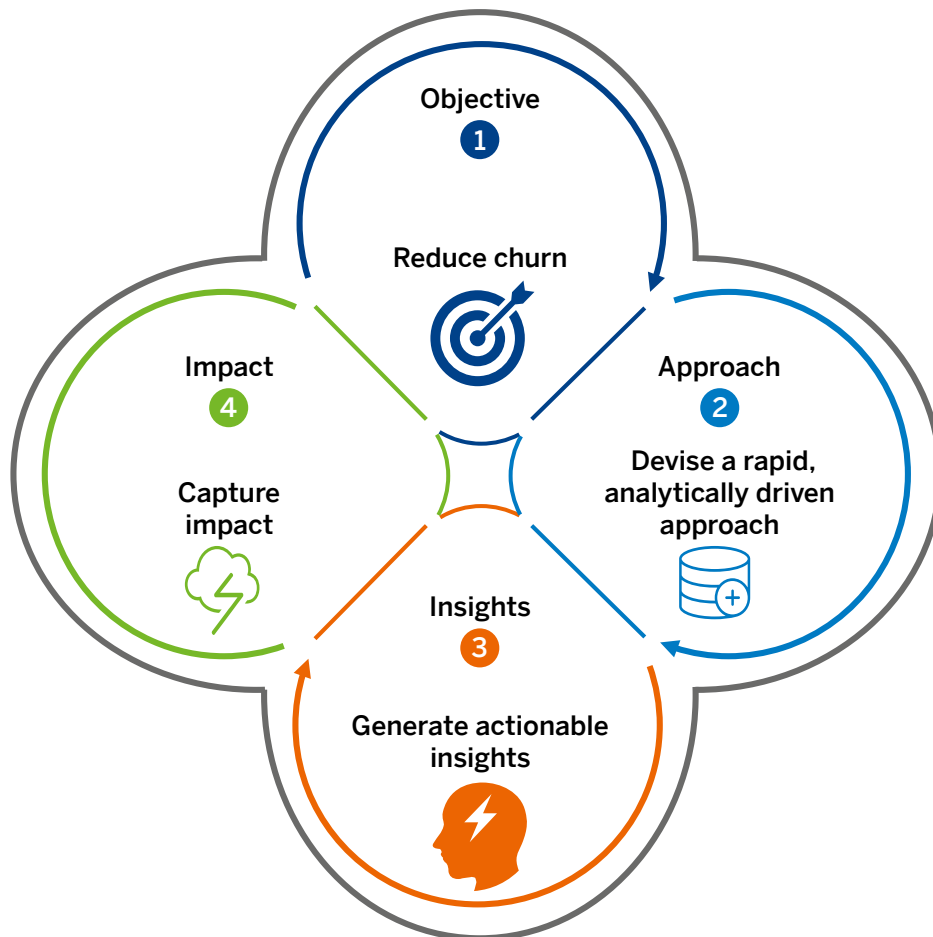 Objective
1
Reduce churn
Approach
2
Devise a rapid,
analytically driven
approach
Insights
3
Generate actionable
insights
Impact
4
Capture
impact